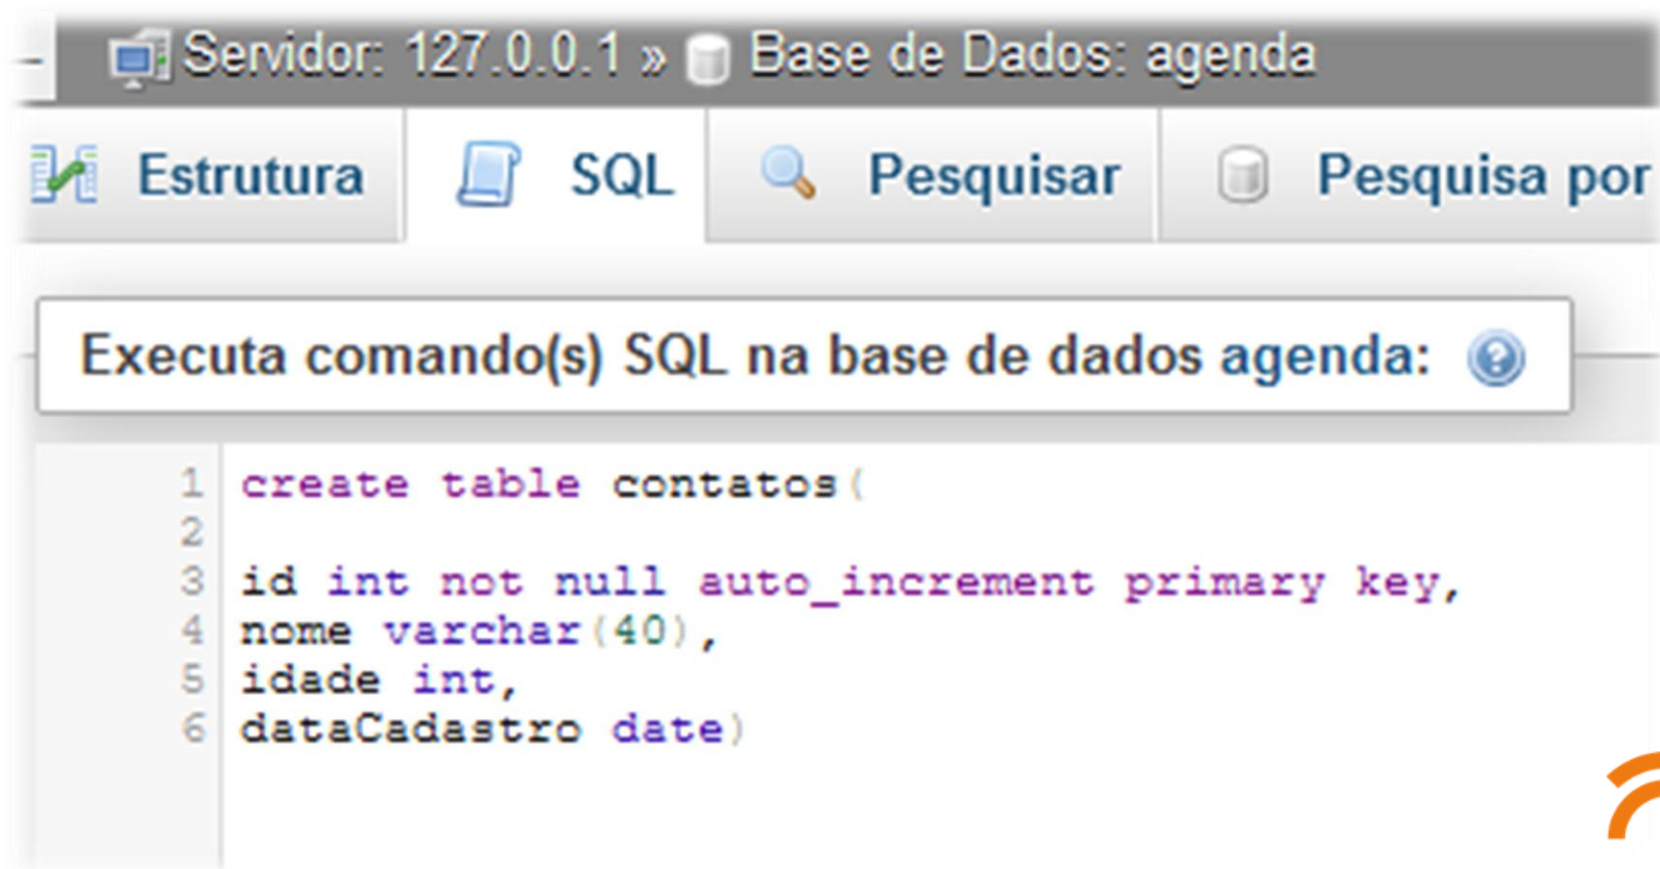 Servidor: 127.0.0.1 » Base de Dados: agenda
Estrutura SQL Pesquisar Pesquisa por
Executa comando(s) SQL na base de dados agenda:
1 create table contatos(
2
3 id int not null auto_increment primary key,
4 nome varchar(40),
5 idade int,
6 dataCadastro date)